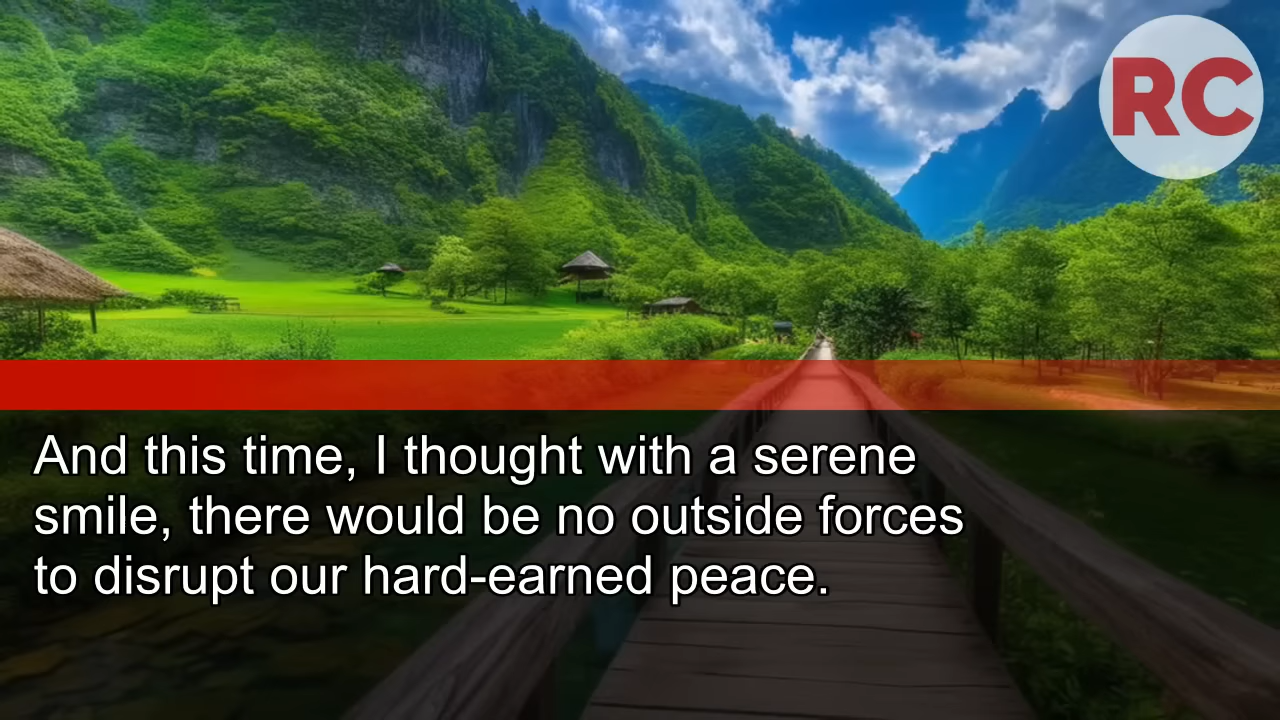 RC
And this time, I thought with a serene
smile, there would be no outside forces
to disrupt our hard-earned peace.